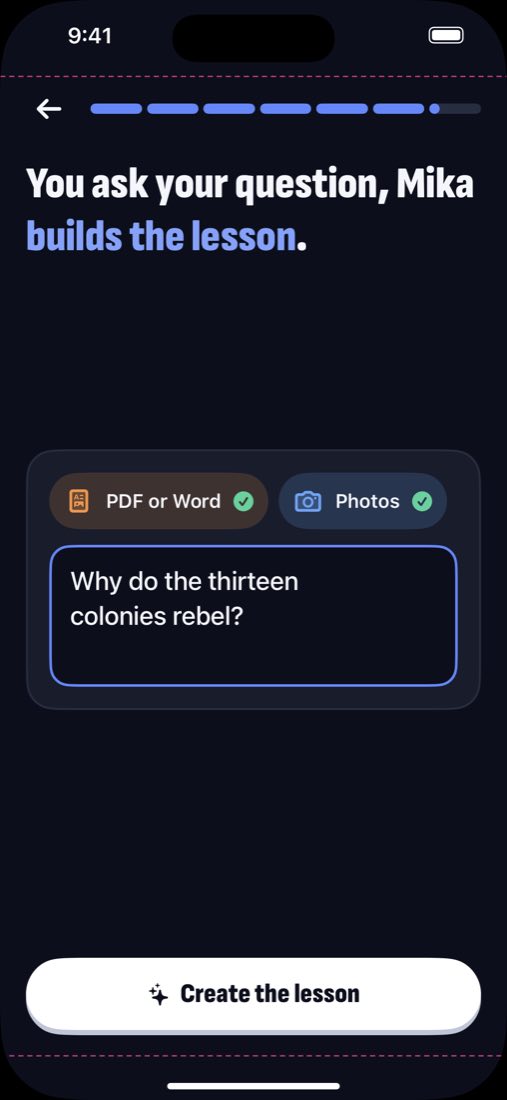 9:41
You ask your question, Mika
builds the lesson.
PDF or Word
Photos
Why do the thirteen
colonies rebel?
Create the lesson